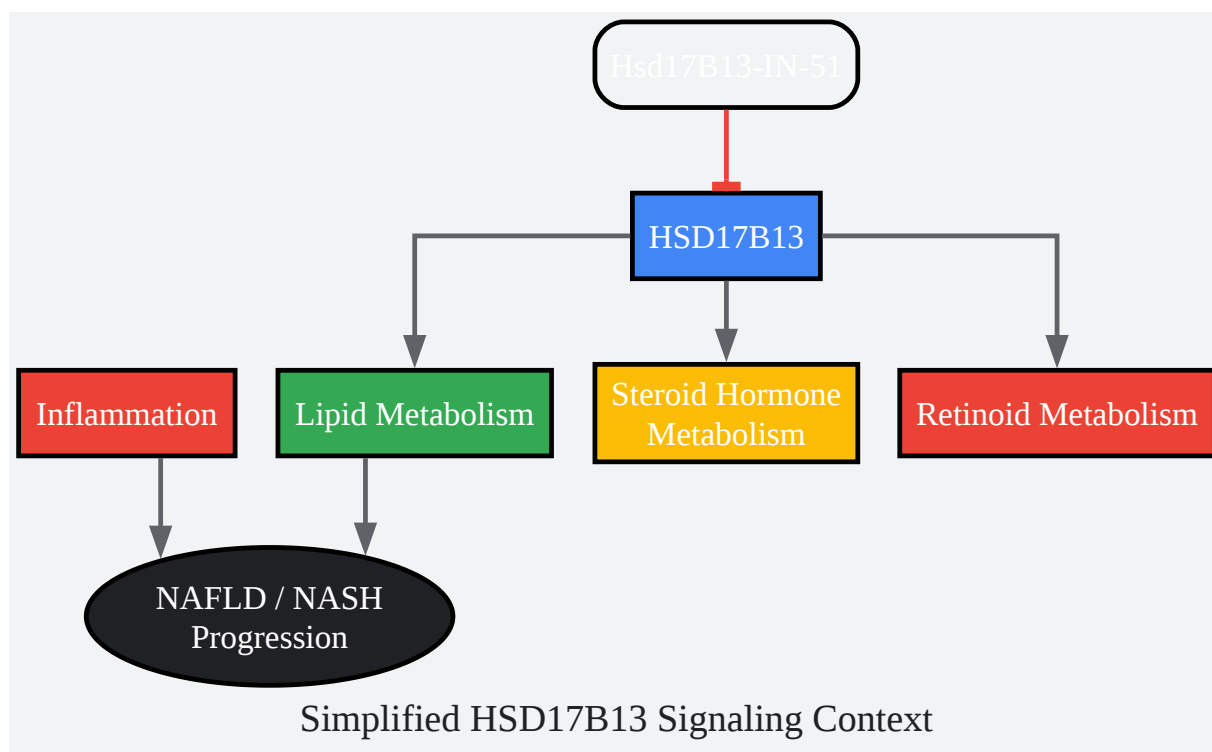 Hsd17B13-IN-51
HSD17B13
Inflammation
Lipid Metabolism
Steroid Hormone
Metabolism
Retinoid Metabolism
NAFLD / NASH
Progression
Simplified HSD17B13 Signaling Context